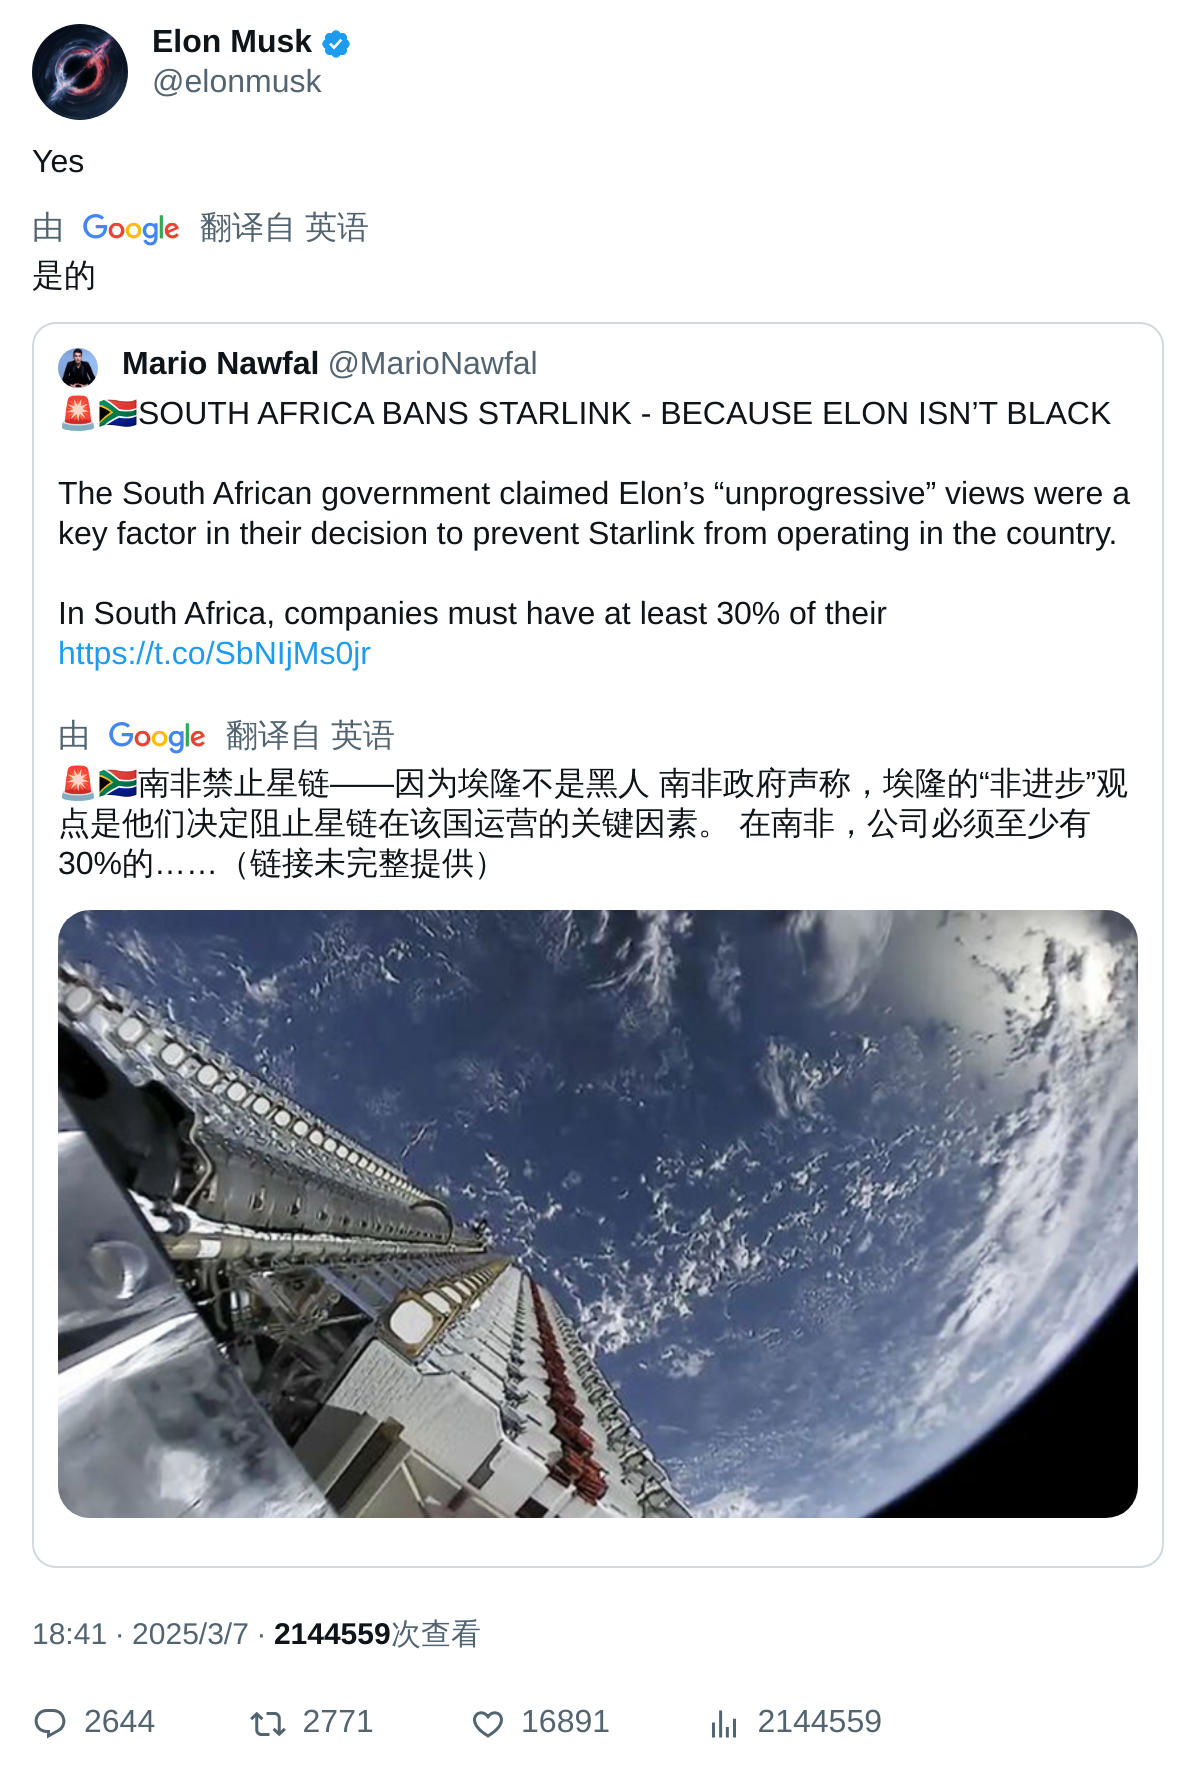 Elon Musk
@elonmusk
Yes
由 Google 翻译自 英语
是的
Mario Nawfal @MarioNawfal
🚨🇿🇦SOUTH AFRICA BANS STARLINK - BECAUSE ELON ISN’T BLACK
The South African government claimed Elon’s “unprogressive” views were a
key factor in their decision to prevent Starlink from operating in the country.
In South Africa, companies must have at least 30% of their
https://t.co/SbNIjMs0jr
由 Google 翻译自 英语
🚨🇿🇦南非禁止星链——因为埃隆不是黑人 南非政府声称，埃隆的“非进步”观
点是他们决定阻止星链在该国运营的关键因素。 在南非，公司必须至少有
30%的……（链接未完整提供）
18:41 · 2025/3/7 · 2144559次查看
2644 2771 16891 2144559